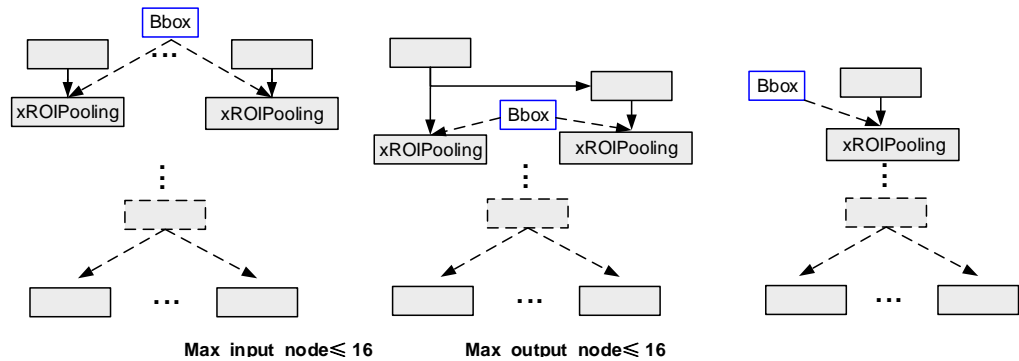 Bbox
...
xROIPooling
xROIPooling
...
...
Bbox
xROIPooling
xROIPooling
...
...
Bbox
xROIPooling
...
...
Max input node≤ 16
Max output node≤ 16